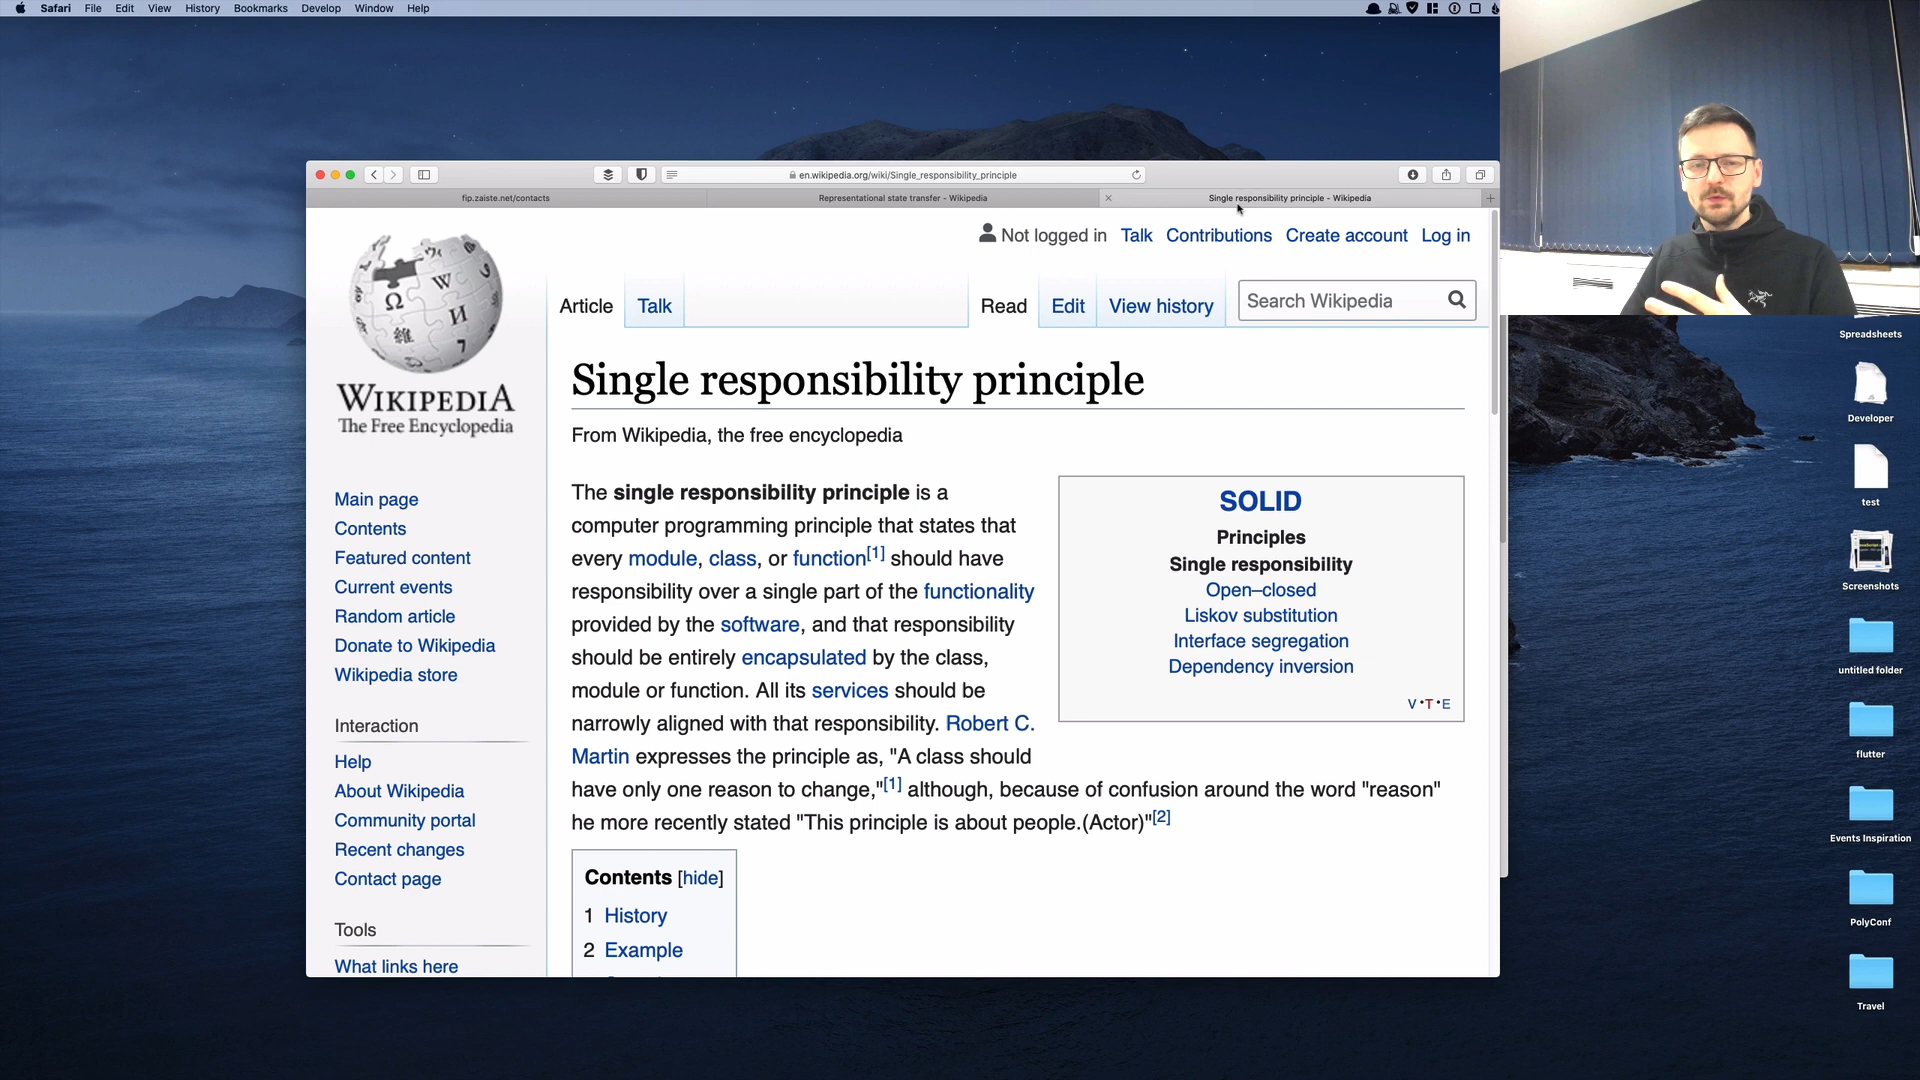 Safari File Edit View History Bookmarks Develop Window Help
en.wikipedia.org/wiki/Single_responsibility_principle
fip.zaiste.net/contacts
Representational state transfer - Wikipedia
Single responsibility principle - Wikipedia
Not logged in Talk Contributions Create account Log in
Article Talk Read Edit View history Search Wikipedia
WIKIPEDIA
The Free Encyclopedia
Main page
Contents
Featured content
Current events
Random article
Donate to Wikipedia
Wikipedia store
Interaction
Help
About Wikipedia
Community portal
Recent changes
Contact page
Tools
What links here
Single responsibility principle
From Wikipedia, the free encyclopedia
The single responsibility principle is a
computer programming principle that states that
every module, class, or function[1] should have
responsibility over a single part of the functionality
provided by the software, and that responsibility
should be entirely encapsulated by the class,
module or function. All its services should be
narrowly aligned with that responsibility. Robert C.
Martin expresses the principle as, "A class should
have only one reason to change,"[1] although, because of confusion around the word "reason"
he more recently stated "This principle is about people.(Actor)"[2]
SOLID
Principles
Single responsibility
Open–closed
Liskov substitution
Interface segregation
Dependency inversion
V•T•E
Contents [hide]
1 History
2 Example
Spreadsheets
Developer
test
Screenshots
untitled folder
flutter
Events Inspiration
PolyConf
Travel